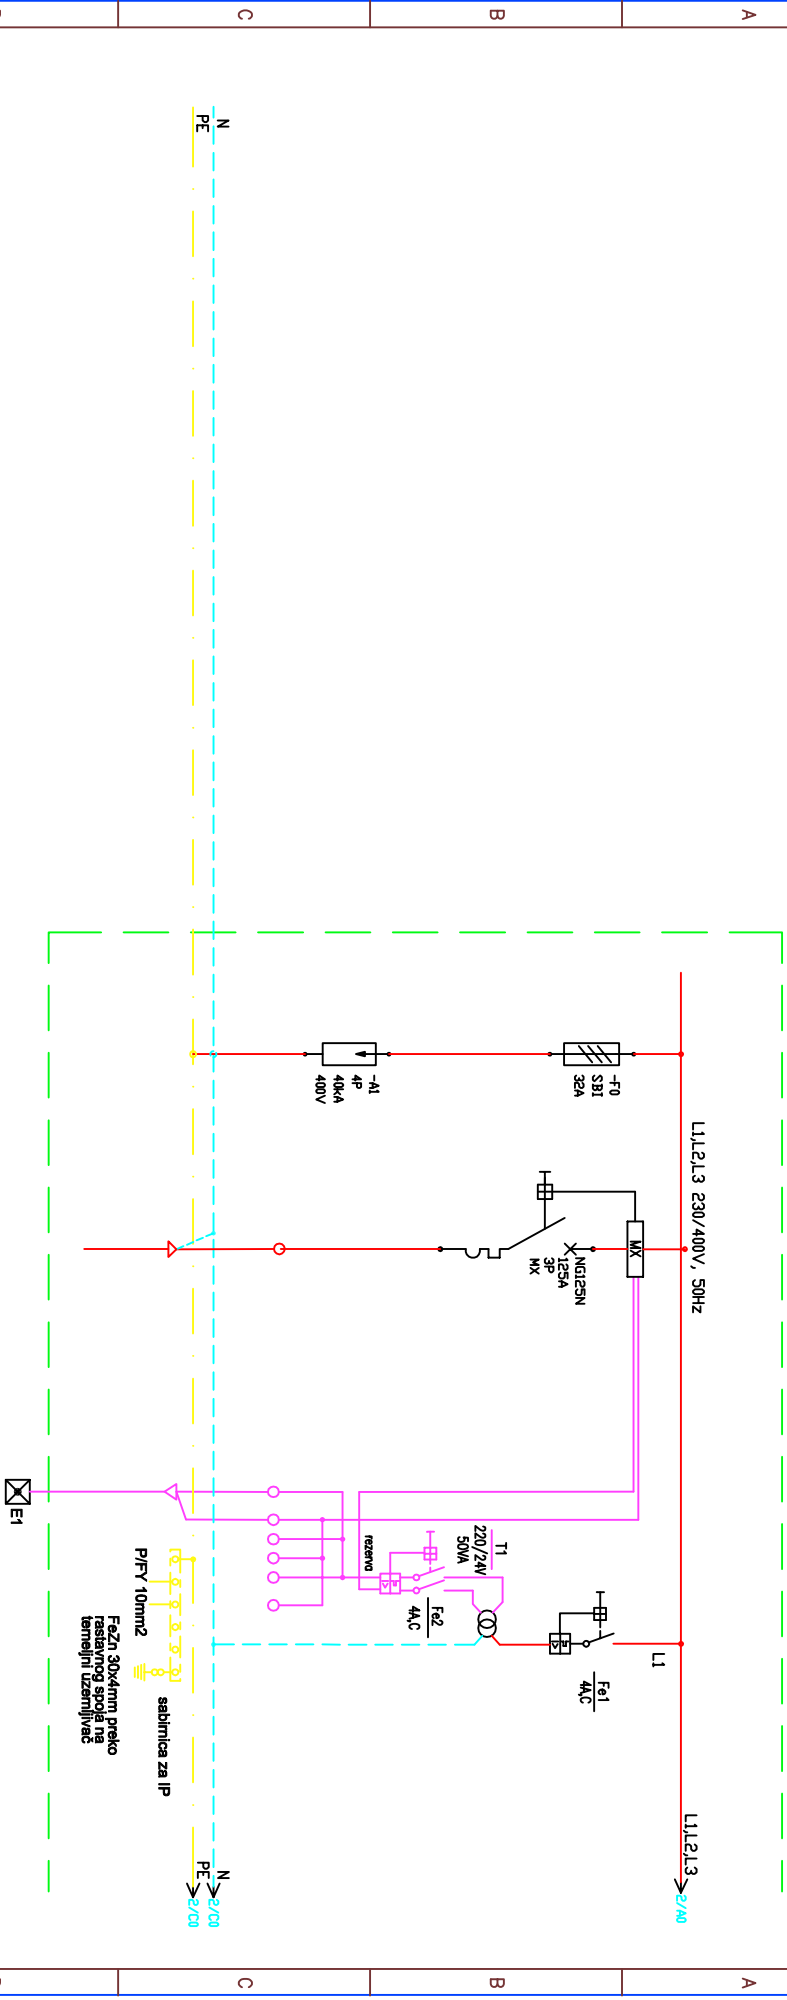 A
B
C
L1,L2,L3 230/400V, 50Hz
L1,L2,L3
2/A0
-F0
SBI
32A
-A1
4P
40kA
400V
MX
NG125N
125A
3P
MX
L1
Fe1
4A,C
T1
220/24V
50VA
Fe2
4A,C
rezerva
N
PE
N
PE
2/C0
2/C0
sabirnica za IP
P/FY 10mm2
FeZn 30x4mm preko
rastavnog spoja na
temeljni uzemljivač
E1
A
B
C